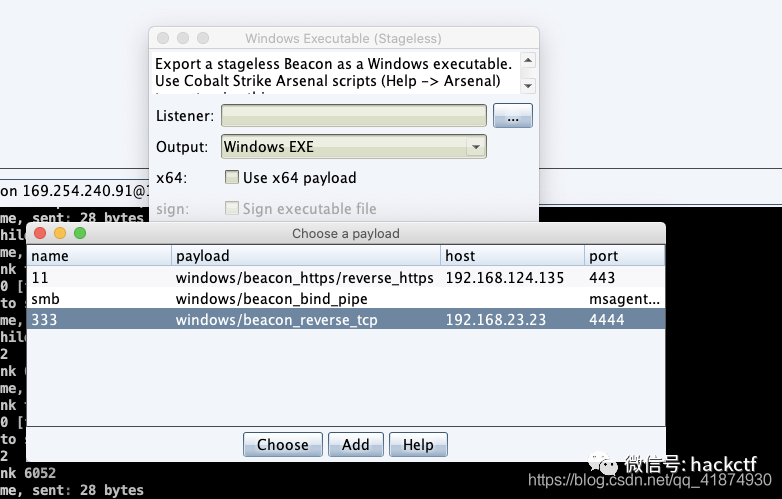 Windows Executable (Stageless)
Export a stageless Beacon as a Windows executable.
Use Cobalt Strike Arsenal scripts (Help -> Arsenal)
Listener:
...
Output: Windows EXE
x64: Use x64 payload
on 169.254.240.91@
sign: Sign executable file
me, sent: 28 bytes
Choose a payload
name payload host port
11 windows/beacon_https/reverse_https 192.168.124.135 443
smb windows/beacon_bind_pipe msagent...
333 windows/beacon_reverse_tcp 192.168.23.23 4444
hild
me,
nk
0 [
to
me,
hild
2
nk
me,
nk
0 [
to
2
Choose Add Help
nk 6052
微信号: hackctf
https://blog.csdn.net/qq_41874930
me, sent: 28 bytes